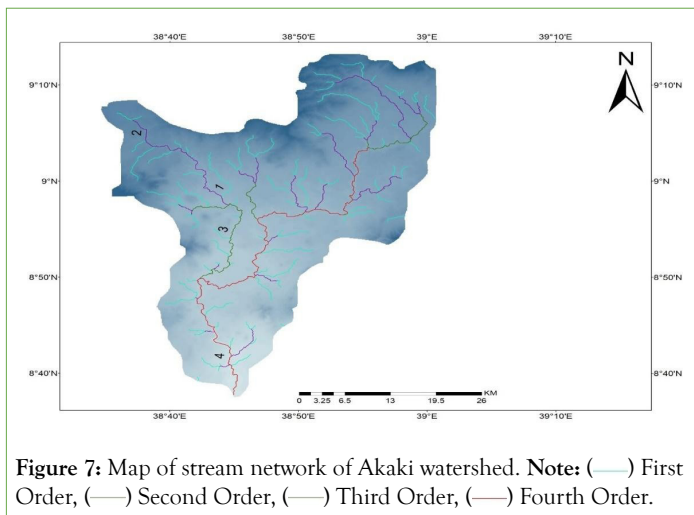 38°40'E 38°50'E 39°E 39°10'E
N
9°10'N 9°10'N
2
9°N 1 9°N
3
8°50'N 8°50'N
4
8°40'N 8°40'N
KM
0 3.25 6.5 13 19.5 26
38°40'E 38°50'E 39°E 39°10'E
Figure 7: Map of stream network of Akaki watershed. Note: (——) First
Order, (——) Second Order, (——) Third Order, (——) Fourth Order.